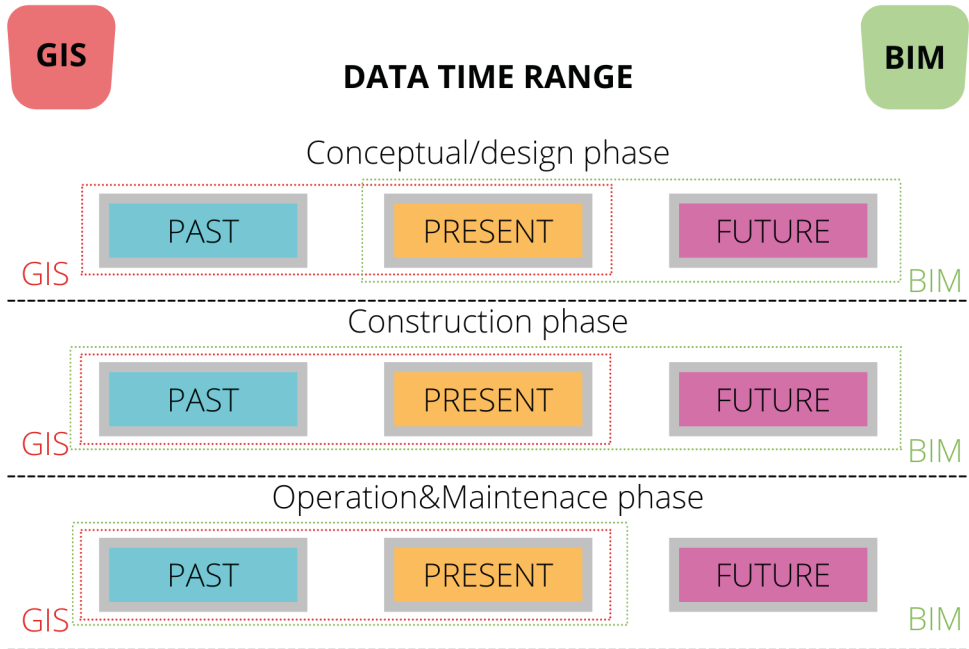 GIS
BIM
DATA TIME RANGE
Conceptual/design phase
PAST
PRESENT
FUTURE
GIS
BIM
Construction phase
PAST
PRESENT
FUTURE
GIS
BIM
Operation&Maintenace phase
PAST
PRESENT
FUTURE
GIS
BIM